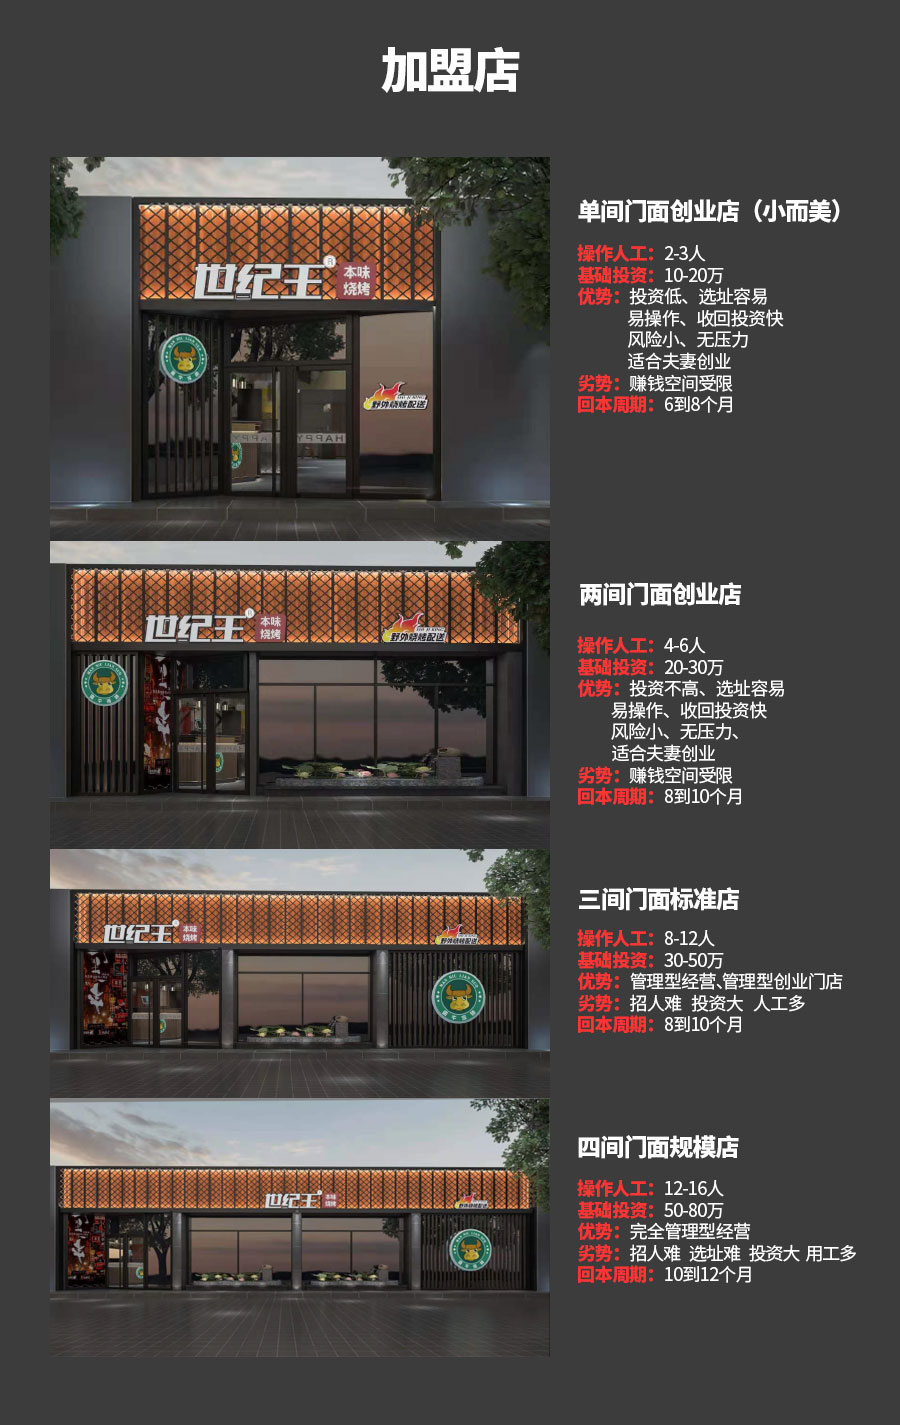 加盟店
世纪王®
本味
烧烤
野外烧烤配送
HAPPY
单间门面创业店（小而美）
操作人工：2-3人
基础投资：10-20万
优势：投资低、选址容易
易操作、收回投资快
风险小、无压力
适合夫妻创业
劣势：赚钱空间受限
回本周期：6到8个月
世纪王
本味
烧烤
野外烧烤配送
两间门面创业店
操作人工：4-6人
基础投资：20-30万
优势：投资不高、选址容易
易操作、收回投资快
风险小、无压力、
适合夫妻创业
劣势：赚钱空间受限
回本周期：8到10个月
世纪王
本味
烧烤
野外烧烤配送
三间门面标准店
操作人工：8-12人
基础投资：30-50万
优势：管理型经营、管理型创业门店
劣势：招人难 投资大 人工多
回本周期：8到10个月
世纪王
本味
烧烤
野外烧烤配送
四间门面规模店
操作人工：12-16人
基础投资：50-80万
优势：完全管理型经营
劣势：招人难 选址难 投资大 用工多
回本周期：10到12个月